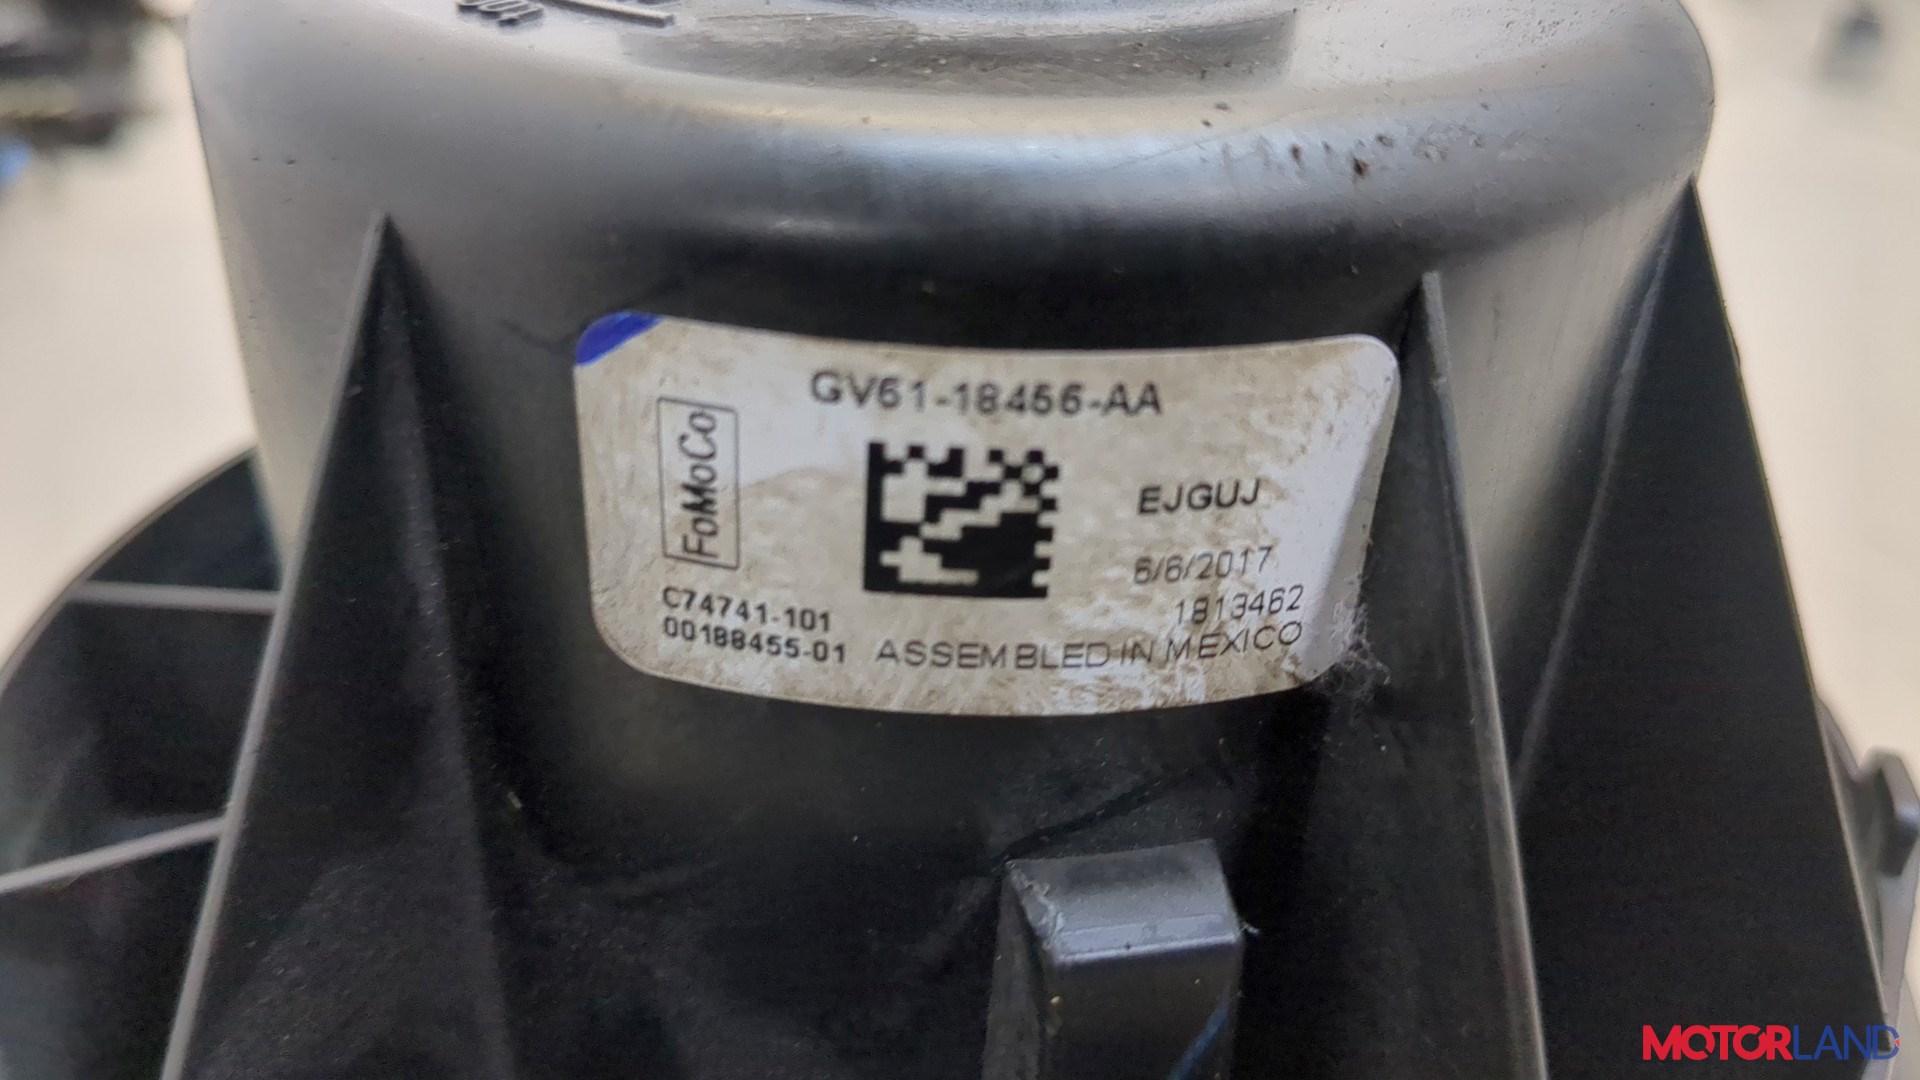 GV61-18456-AA
FoMoCo
EJGUJ
6/6/2017
1813462
C74741-101
00188455-01
ASSEMBLED IN MEXICO
MOTORLAND